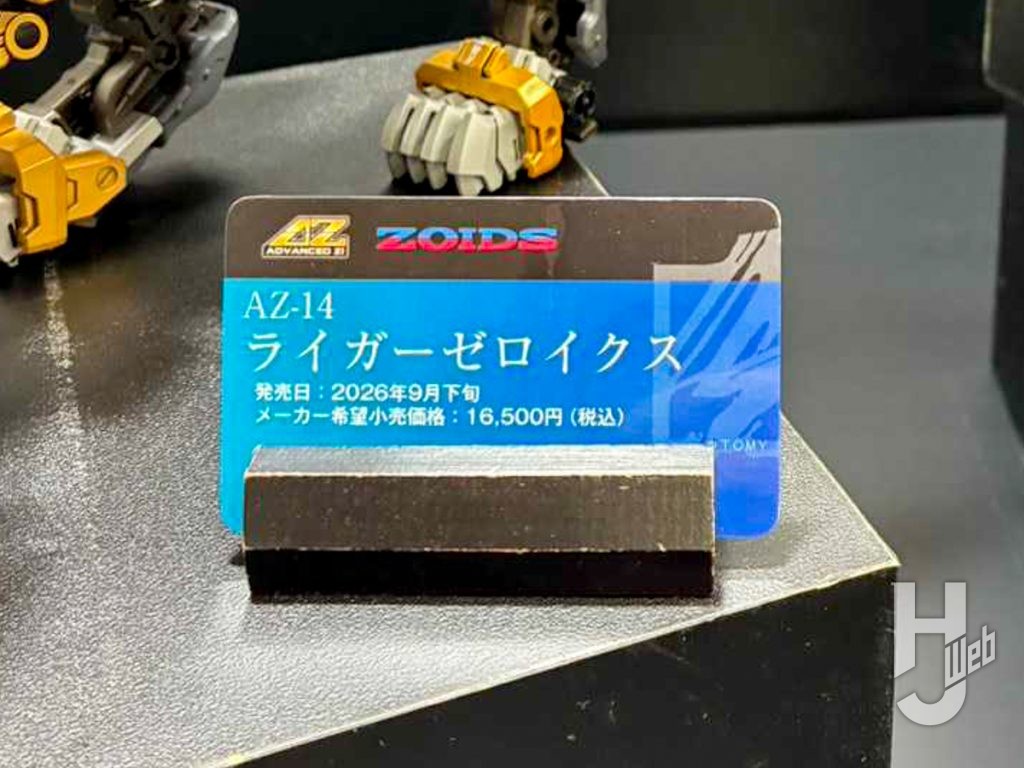 AZ
ADVANCED ZI
ZOIDS
AZ-14
ライガーゼロイクス
発売日：2026年9月下旬
メーカー希望小売価格：16,500円（税込）
TOMY
HJ Web